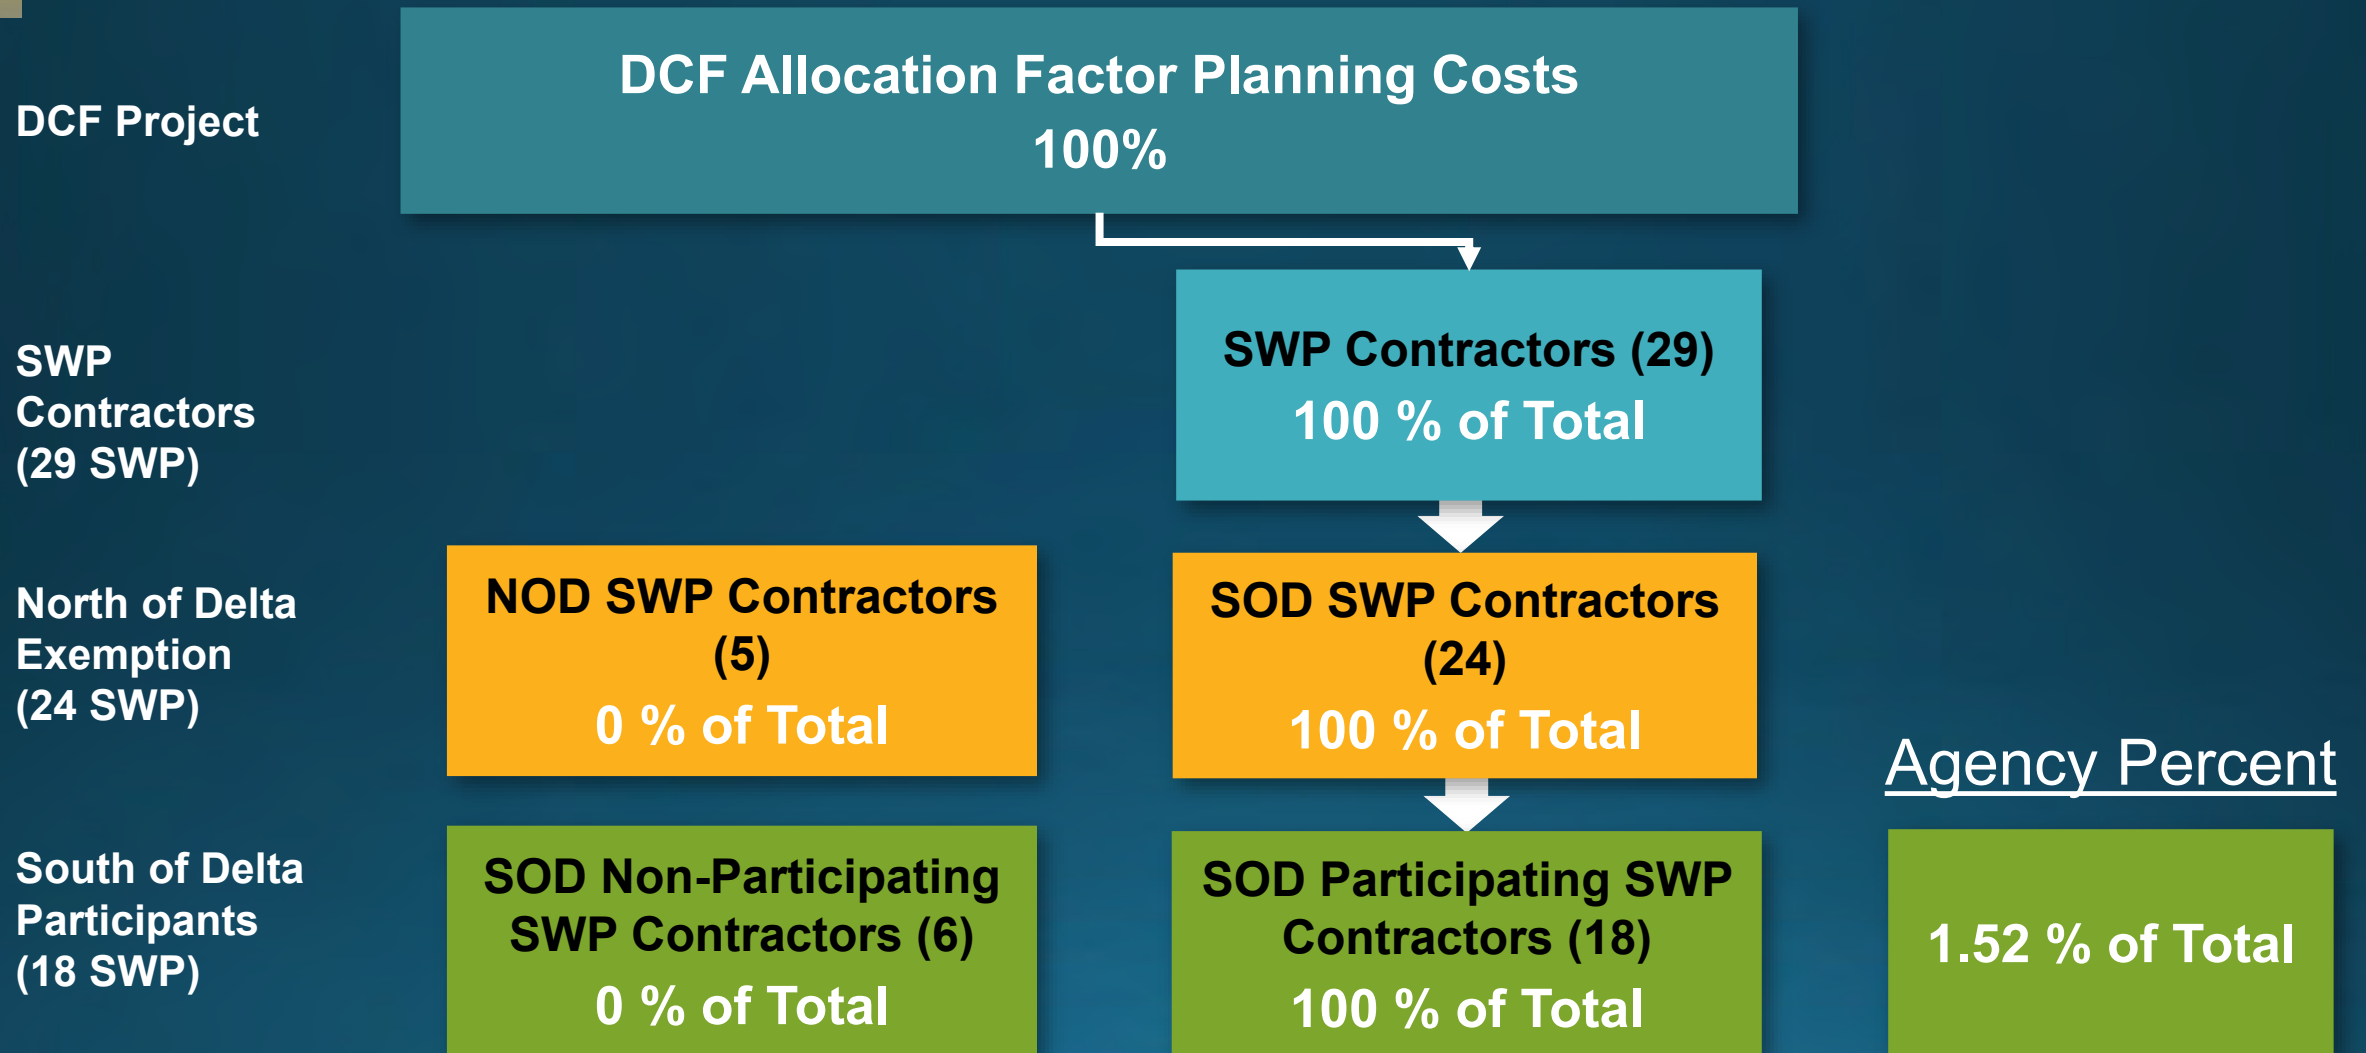 DCF Project
DCF Allocation Factor Planning Costs
100%
SWP
Contractors
(29 SWP)
SWP Contractors (29)
100 % of Total
North of Delta
Exemption
(24 SWP)
NOD SWP Contractors
(5)
0 % of Total
SOD SWP Contractors
(24)
100 % of Total
Agency Percent
South of Delta
Participants
(18 SWP)
SOD Non-Participating
SWP Contractors (6)
0 % of Total
SOD Participating SWP
Contractors (18)
100 % of Total
1.52 % of Total